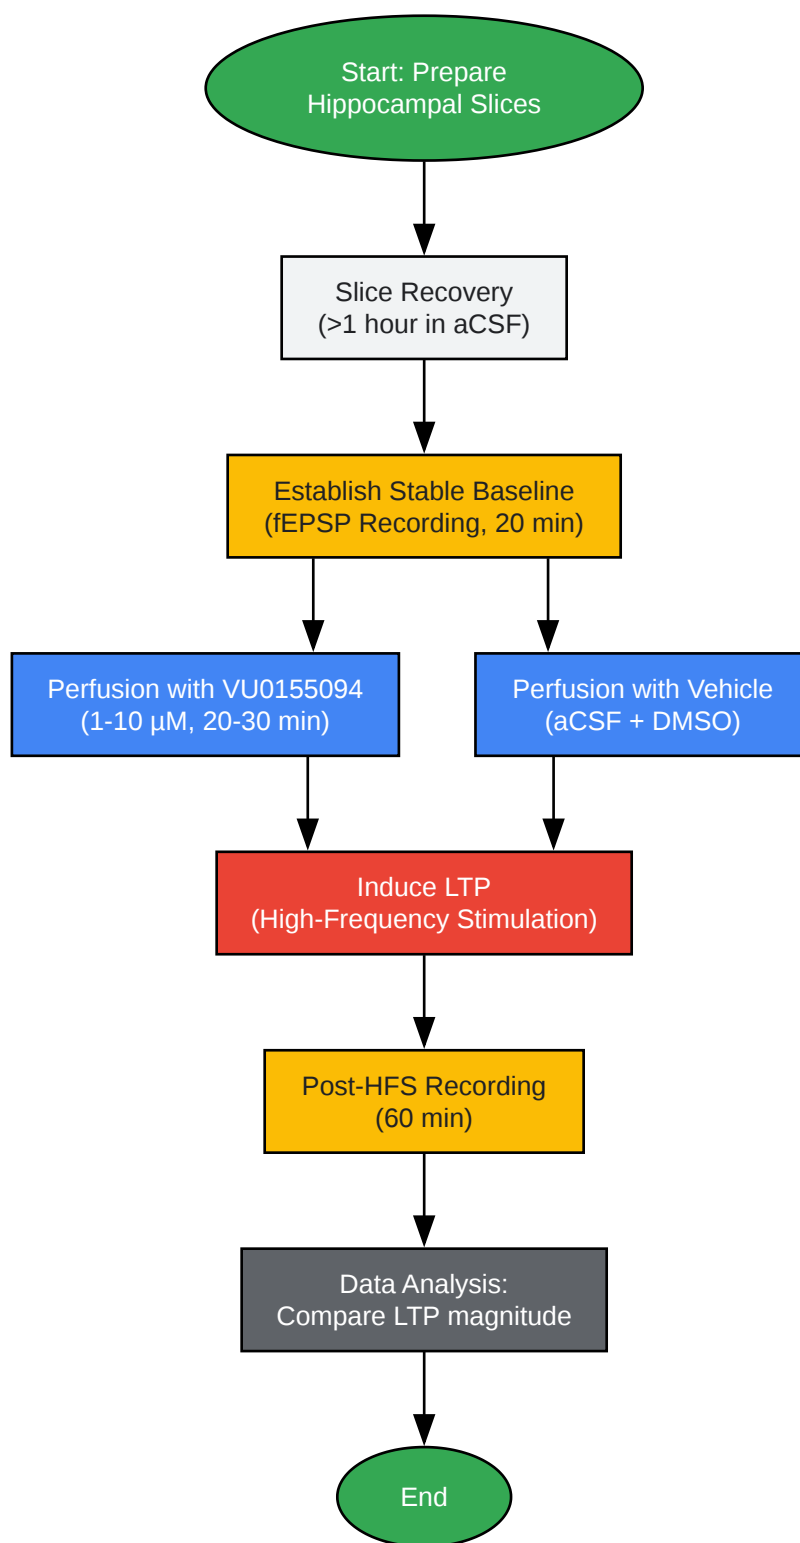 Start: Prepare
Hippocampal Slices
Slice Recovery
(>1 hour in aCSF)
Establish Stable Baseline
(fEPSP Recording, 20 min)
Perfusion with VU0155094
(1-10 µM, 20-30 min)
Perfusion with Vehicle
(aCSF + DMSO)
Induce LTP
(High-Frequency Stimulation)
Post-HFS Recording
(60 min)
Data Analysis:
Compare LTP magnitude
End